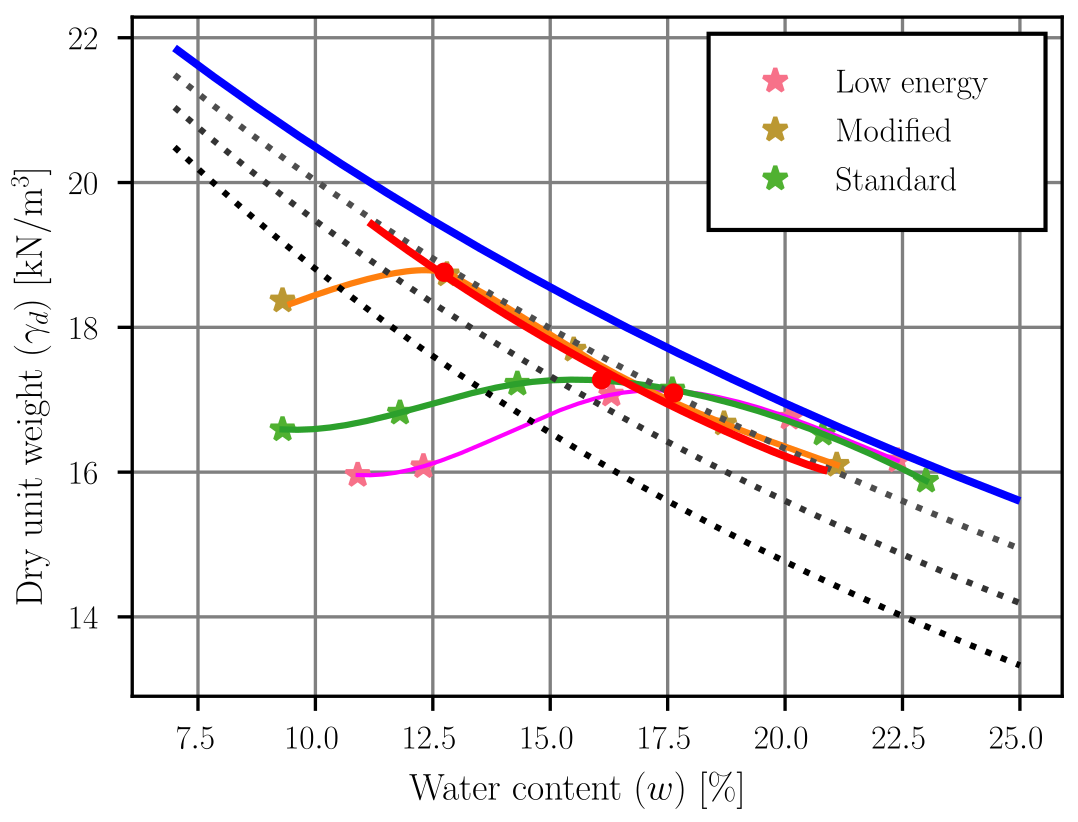 Low energy
Modified
Standard
22
20
18
16
14
Dry unit weight (γd) [kN/m³]
7.5 10.0 12.5 15.0 17.5 20.0 22.5 25.0
Water content (w) [%]